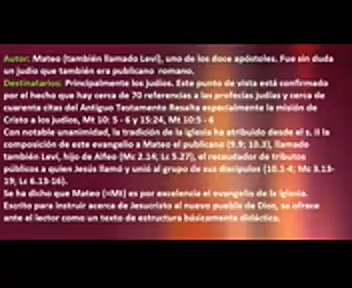 Autor: Mateo (también llamado Leví), uno de los doce apóstoles. Fue sin duda
un judío que también era publicano romano.
Destinatarios: Principalmente los judíos. Este punto de vista está confirmado
por el hecho que hay cerca de 70 referencias a las profecías judías y cerca de
cuarenta citas del Antiguo Testamento Resalta especialmente la misión de
Cristo a los judíos, Mt 10: 5 - 6 y 15:24, Mt 10:5 - 6
Con notable unanimidad, la tradición de la iglesia ha atribuido desde el s. II la
composición de este evangelio a Mateo el publicano (9.9; 10.3), llamado
también Leví, hijo de Alfeo (Mc 2.14; Lc 5.27), el recaudador de tributos
públicos a quien Jesús llamó y unió al grupo de sus discípulos (10.1-4; Mc 3.13-
19; Lc 6.13-16).
Se ha dicho que Mateo (=Mt) es por excelencia el evangelio de la iglesia.
Escrito para instruir acerca de Jesucristo al nuevo pueblo de Dios, se ofrece
ante el lector como un texto de estructura básicamente didáctica.